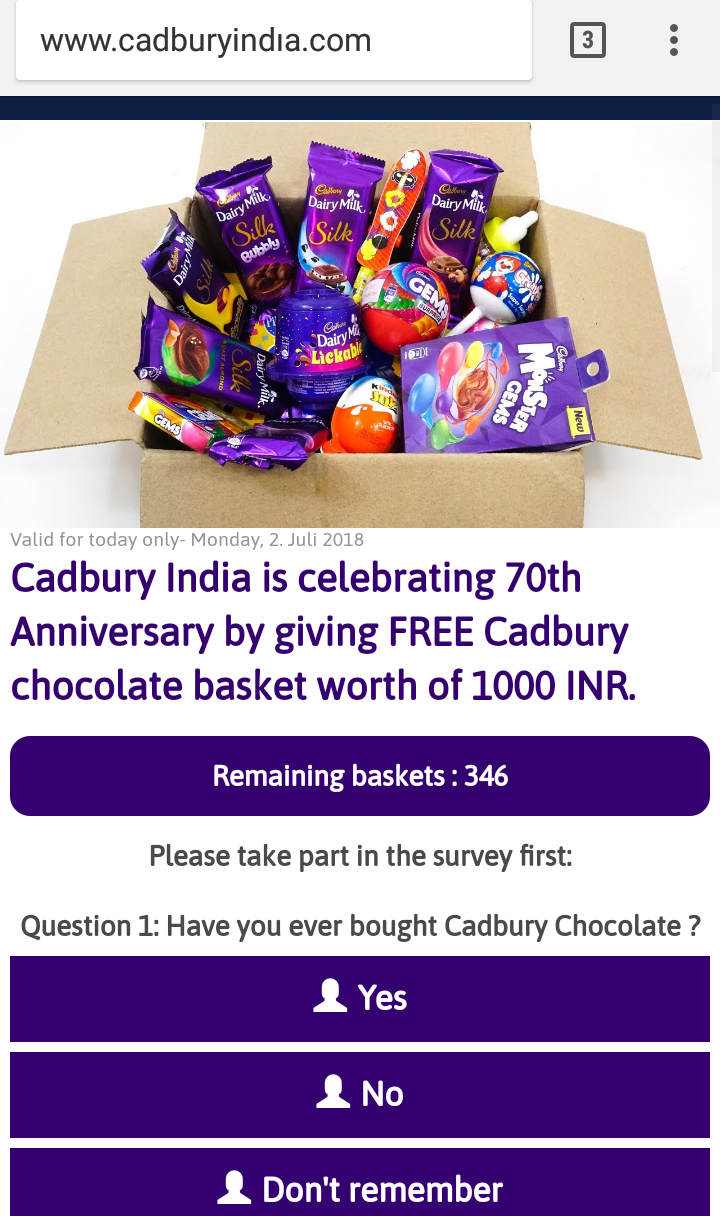 www.cadburyindıa.com
3
Cadbury
Dairy Milk
Silk
Bubbly
Cadbury
Dairy Milk
Silk
Cadbury
Dairy Milk
Silk
Cadbury
Dairy Milk
Silk
GEMS
Cadbury
Dairy Milk
Lickables
Silk
Dairy Milk
Kinder
Joy
Cadbury
MONSTER
GEMS
New
GEMS
Valid for today only- Monday, 2. Juli 2018
Cadbury India is celebrating 70th
Anniversary by giving FREE Cadbury
chocolate basket worth of 1000 INR.
Remaining baskets : 346
Please take part in the survey first:
Question 1: Have you ever bought Cadbury Chocolate ?
Yes
No
Don't remember